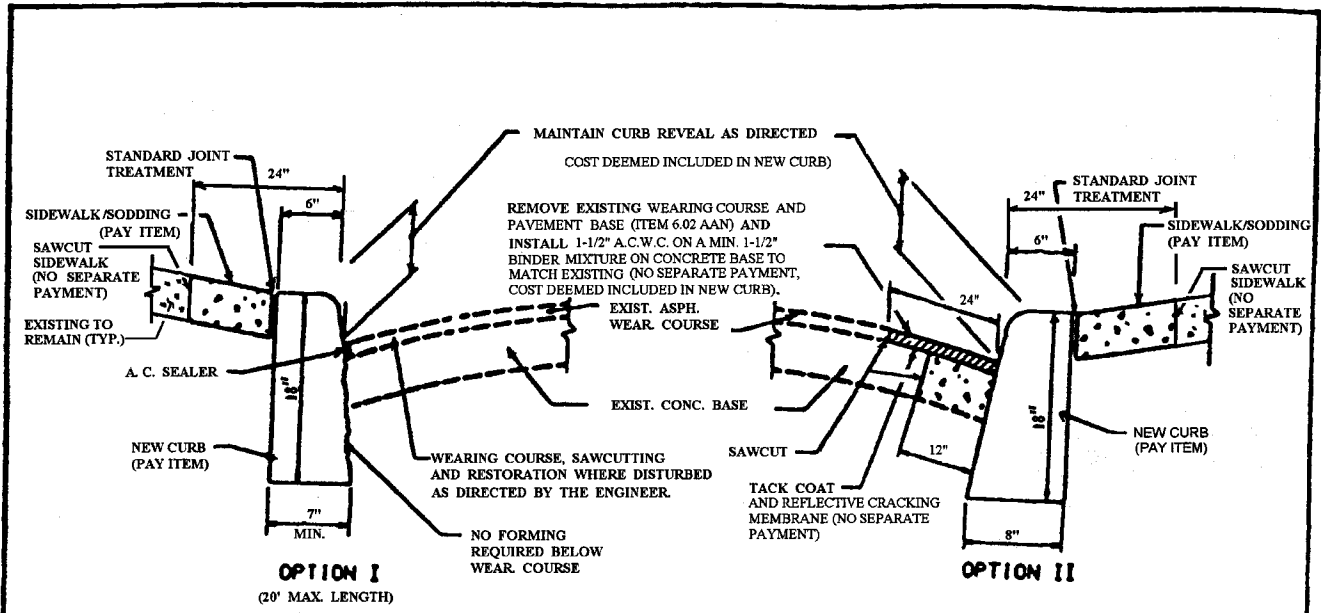 MAINTAIN CURB REVEAL AS DIRECTED
COST DEEMED INCLUDED IN NEW CURB)
STANDARD JOINT
TREATMENT
24"
6"
SIDEWALK/SODDING
(PAY ITEM)
SAWCUT
SIDEWALK
(NO SEPARATE
PAYMENT)
EXISTING TO
REMAIN (TYP.)
A. C. SEALER
18"
NEW CURB
(PAY ITEM)
7"
MIN.
OPTION I
(20' MAX. LENGTH)
REMOVE EXISTING WEARING COURSE AND
PAVEMENT BASE (ITEM 6.02 AAN) AND
INSTALL 1-1/2" A.C.W.C. ON A MIN. 1-1/2"
BINDER MIXTURE ON CONCRETE BASE TO
MATCH EXISTING (NO SEPARATE PAYMENT,
COST DEEMED INCLUDED IN NEW CURB).
EXIST. ASPH.
WEAR. COURSE
EXIST. CONC. BASE
WEARING COURSE, SAWCUTTING
AND RESTORATION WHERE DISTURBED
AS DIRECTED BY THE ENGINEER.
NO FORMING
REQUIRED BELOW
WEAR. COURSE
24"
SAWCUT
12"
TACK COAT
AND REFLECTIVE CRACKING
MEMBRANE (NO SEPARATE
PAYMENT)
24"
6"
STANDARD JOINT
TREATMENT
SIDEWALK/SODDING
(PAY ITEM)
SAWCUT
SIDEWALK
(NO
SEPARATE
PAYMENT)
18"
NEW CURB
(PAY ITEM)
8"
OPTION II